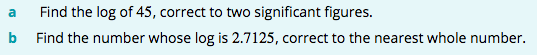 a Find the log of 45, correct to two significant figures.
b Find the number whose log is 2.7125, correct to the nearest whole number.